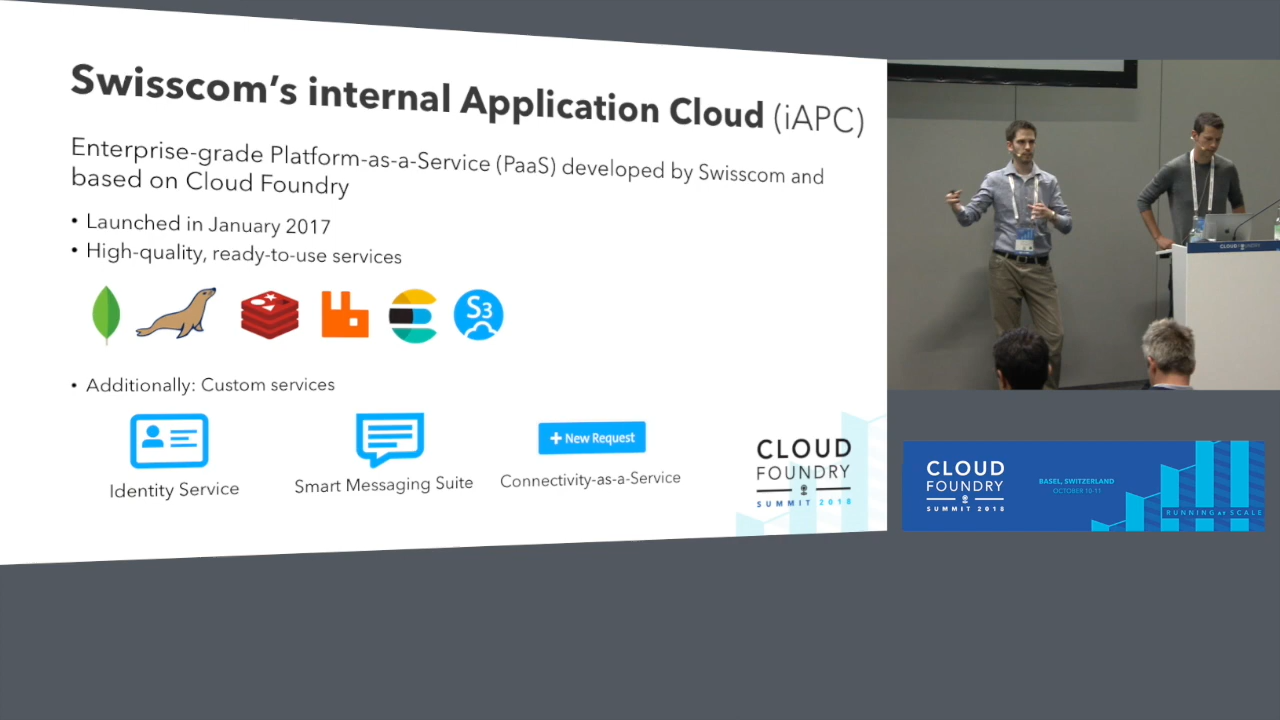 Swisscom's internal Application Cloud (iAPC)
Enterprise-grade Platform-as-a-Service (PaaS) developed by Swisscom and
based on Cloud Foundry
• Launched in January 2017
• High-quality, ready-to-use services
S3
• Additionally: Custom services
+ New Request
Identity Service
Smart Messaging Suite
Connectivity-as-a-Service
CLOUD
FOUNDRY
SUMMIT 2018
CLOUD FOUNDRY
CLOUD
FOUNDRY
SUMMIT 2018
BASEL, SWITZERLAND
OCTOBER 10-11
RUNNING AT SCALE